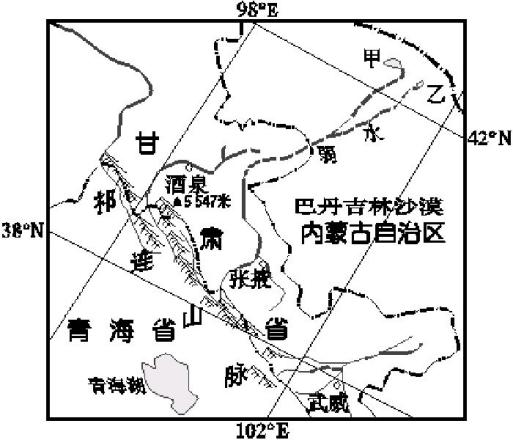 98°E
甲
乙
42°N
弱
水
甘
酒泉
▲5 547米
祁
巴丹吉林沙漠
内蒙古自治区
38°N
肃
连
张掖
山
省
青海省
青海湖
脉
武威
102°E